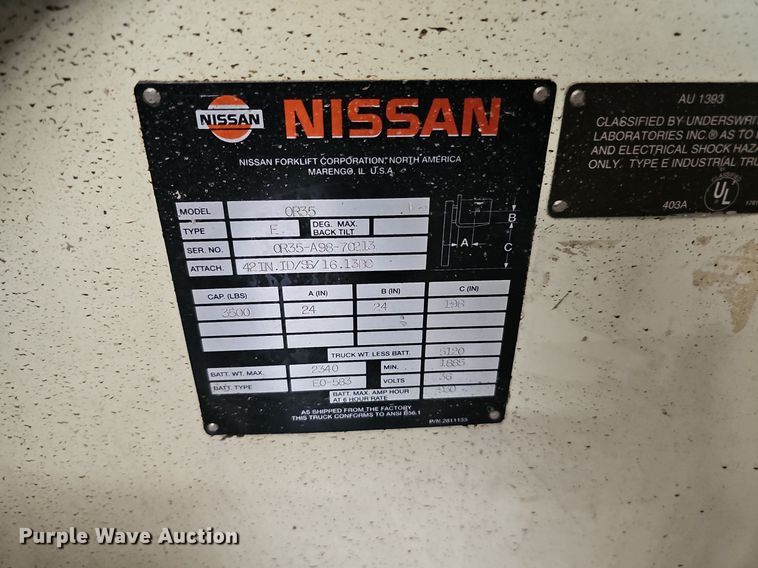 NISSAN NISSAN
NISSAN FORKLIFT CORPORATION, NORTH AMERICA
MARENGO, IL U.S.A
MODEL OR35
TYPE E DEG. MAX. BACK TILT
SER. NO. OR35-A98-70213
ATTACH. 42IN.ID/SS/
A B C
CAP. (LBS) A (IN) B (IN) C (IN)
3500 24 24 198
TRUCK WT. LESS BATT. 5120
BATT. WT. MAX. 2340 MIN. 1885
BATT. TYPE EO-583 VOLTS 36
BATT. MAX. AMP HOUR
AT 6 HOUR RATE
AS SHIPPED FROM THE FACTORY
THIS TRUCK CONFORMS TO ANSI B56.1
P/N 2811155
AU 1393
CLASSIFIED BY UNDERWRIT
LABORATORIES INC.® AS TO
AND ELECTRICAL SHOCK HAZA
ONLY. TYPE E INDUSTRIAL TRU
403A
CLASSIFIED
UL
Purple Wave Auction